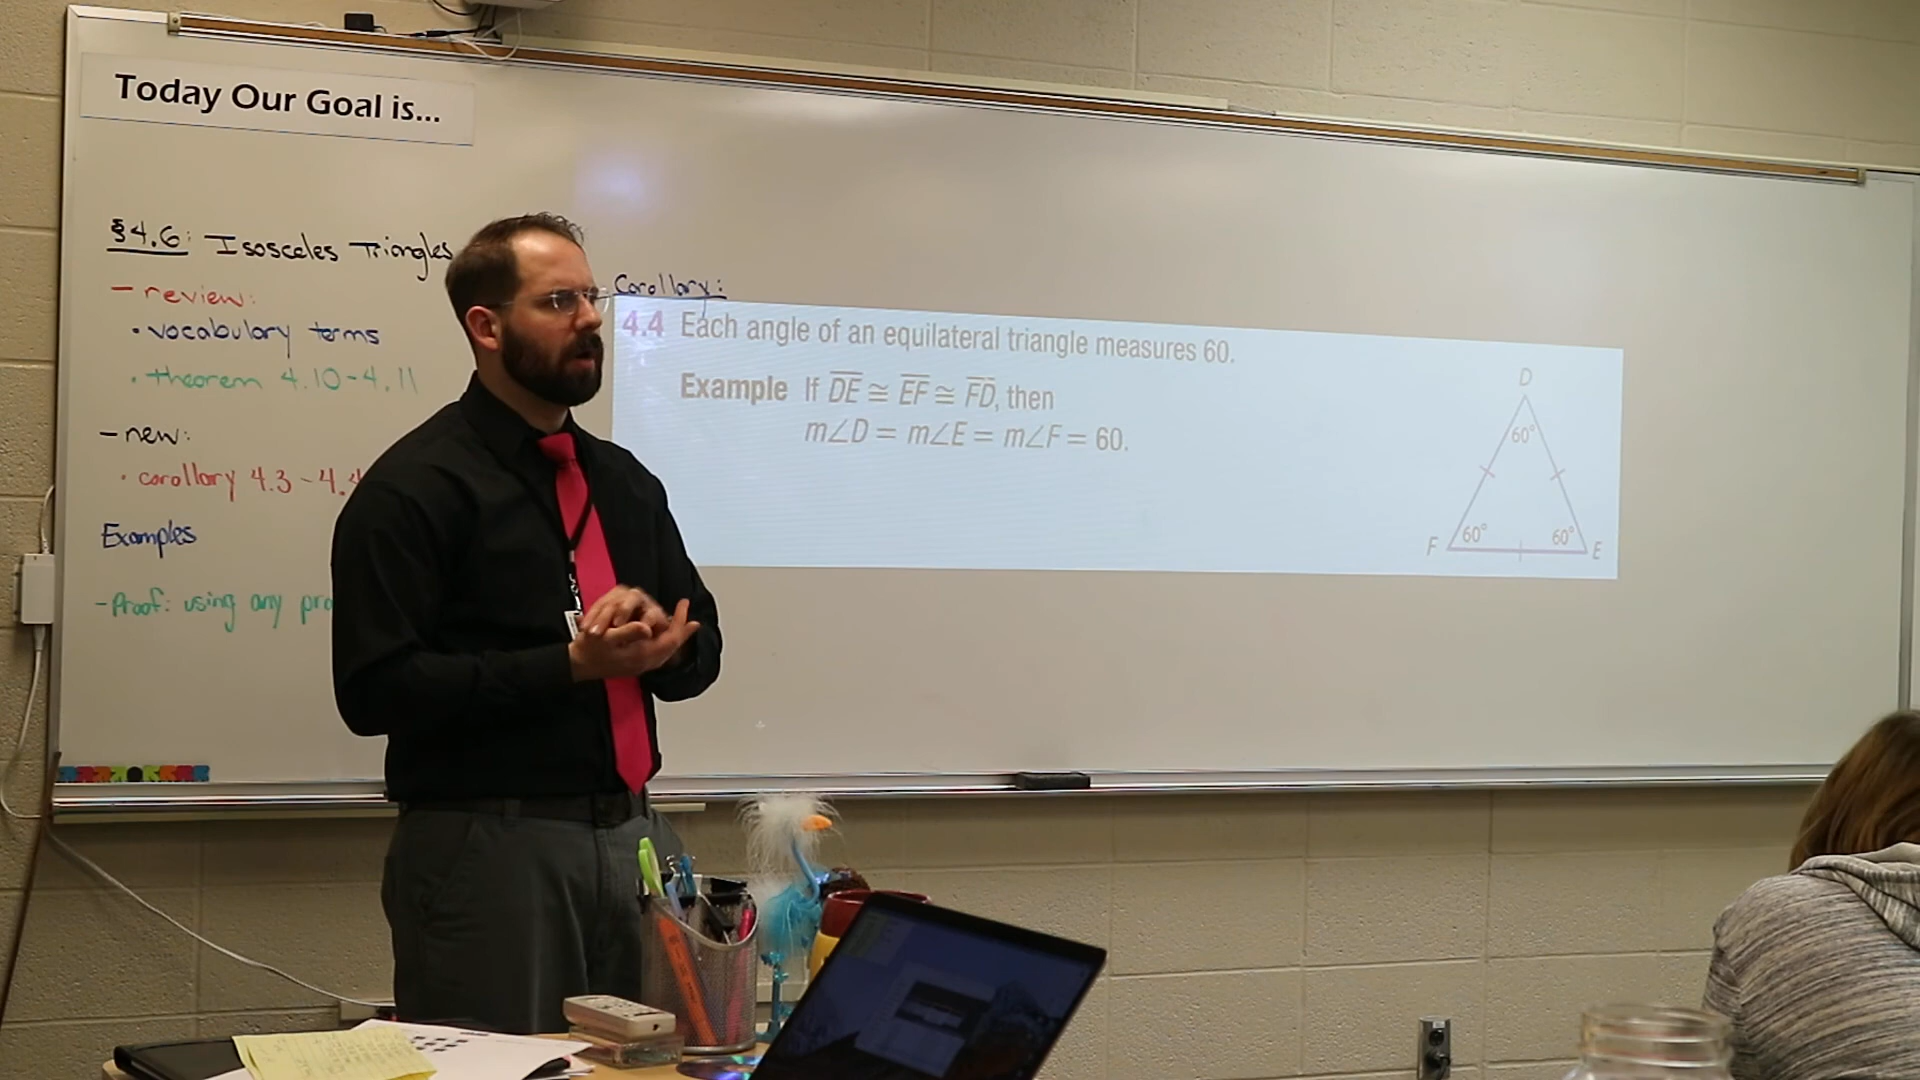 Today Our Goal is...
§4.6: Isosceles Triangles
- review:
• vocabulary terms
• theorem 4.10-4.11
- new:
• corollary 4.3-4.4
Examples
- Proof: using any
Corollary:
4.4 Each angle of an equilateral triangle measures 60.
Example If DE ≅ EF ≅ FD, then
m∠D = m∠E = m∠F = 60.
D
60°
F 60° 60° E